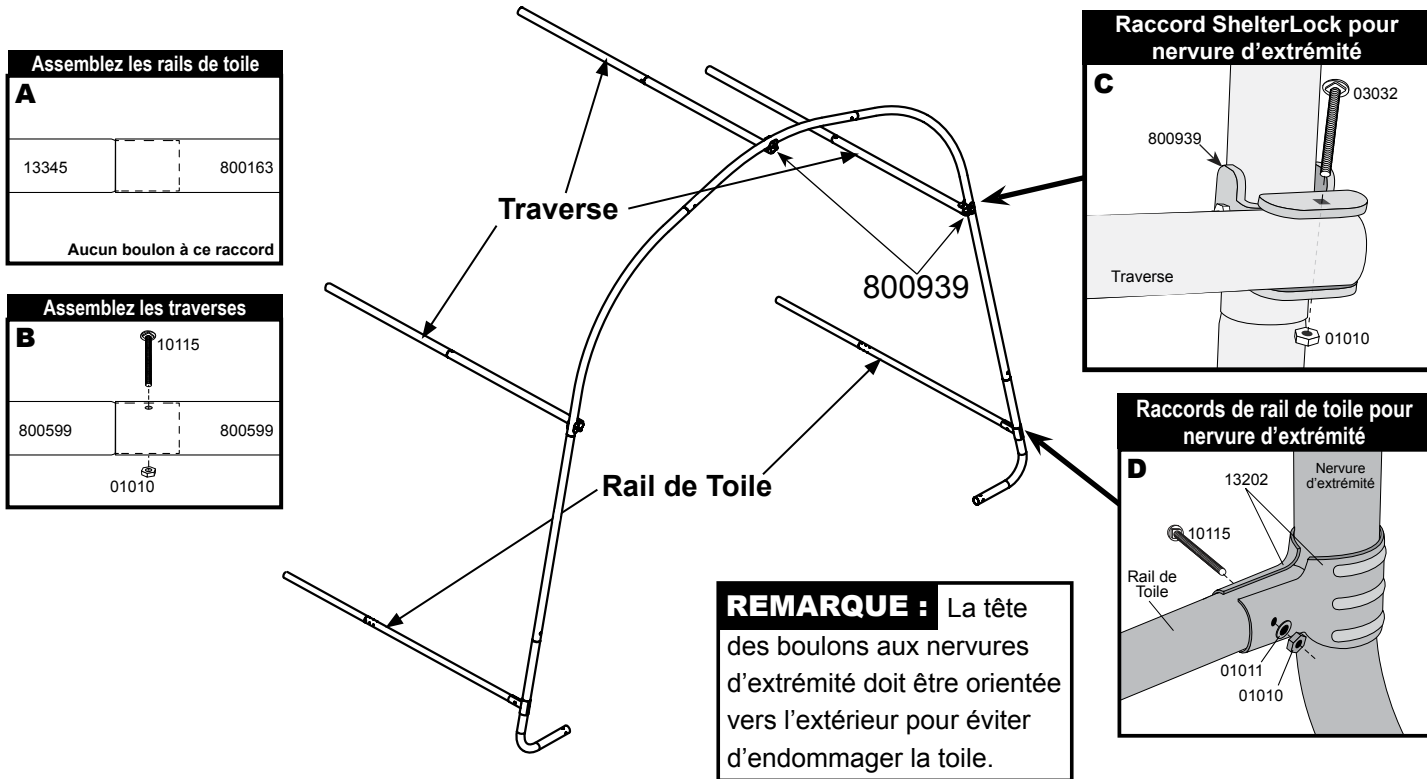 Assemblez les rails de toile
A
13345
800163
Aucun boulon à ce raccord
Assemblez les traverses
B
10115
800599
800599
01010
Traverse
800939
Rail de Toile
REMARQUE : La tête
des boulons aux nervures
d’extrémité doit être orientée
vers l’extérieur pour éviter
d’endommager la toile.
Raccord ShelterLock pour
nervure d’extrémité
C
03032
800939
Traverse
01010
Raccords de rail de toile pour
nervure d’extrémité
D
Nervure
d’extrémité
13202
10115
Rail de
Toile
01011
01010